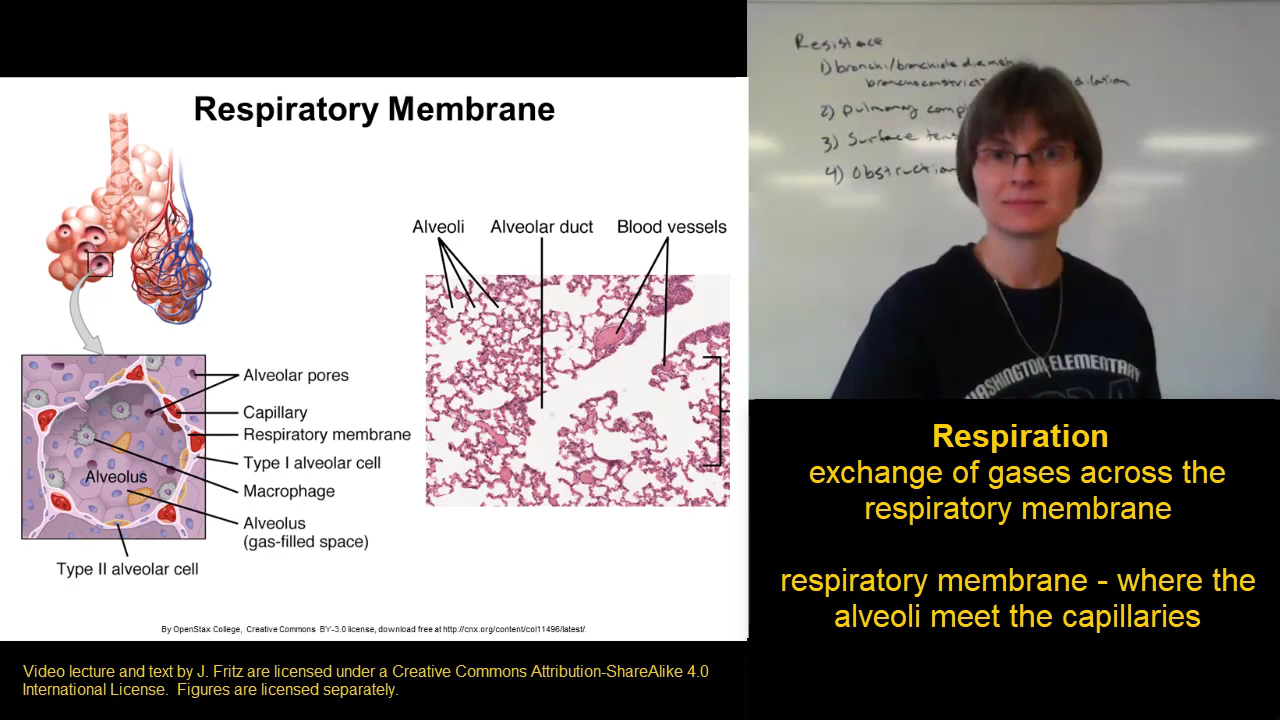 Respiratory Membrane
Alveoli
Alveolar duct
Blood vessels
Alveolar pores
Capillary
Respiratory membrane
Type I alveolar cell
Macrophage
Alveolus
Alveolus
(gas-filled space)
Type II alveolar cell
By OpenStax College, Creative Commons BY-3.0 license, download free at http://cnx.org/content/col11496/latest/.
Video lecture and text by J. Fritz are licensed under a Creative Commons Attribution-ShareAlike 4.0
International License. Figures are licensed separately.
Resistance
1) bronchi/bronchiole
2) Pulmonary
3) Surface
4) Obstruction
WASHINGTON ELEMENTARY
Respiration
exchange of gases across the
respiratory membrane
respiratory membrane - where the
alveoli meet the capillaries